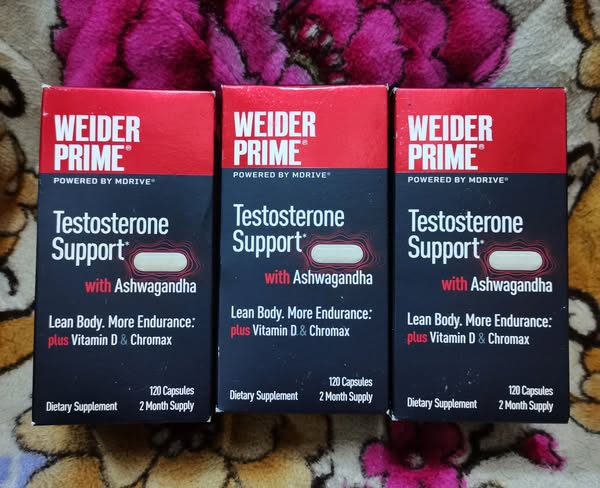 WEIDER
PRIME®
POWERED BY MDRIVE®
Testosterone
Support*
with Ashwagandha
Lean Body. More Endurance.*
plus Vitamin D & Chromax
120 Capsules
Dietary Supplement 2 Month Supply
WEIDER
PRIME®
POWERED BY MDRIVE®
Testosterone
Support*
with Ashwagandha
Lean Body. More Endurance.*
plus Vitamin D & Chromax
120 Capsules
Dietary Supplement 2 Month Supply
WEIDER
PRIME®
POWERED BY MDRIVE®
Testosterone
Support*
with Ashwagandha
Lean Body. More Endurance.*
plus Vitamin D & Chromax
120 Capsules
Dietary Supplement 2 Month Supply